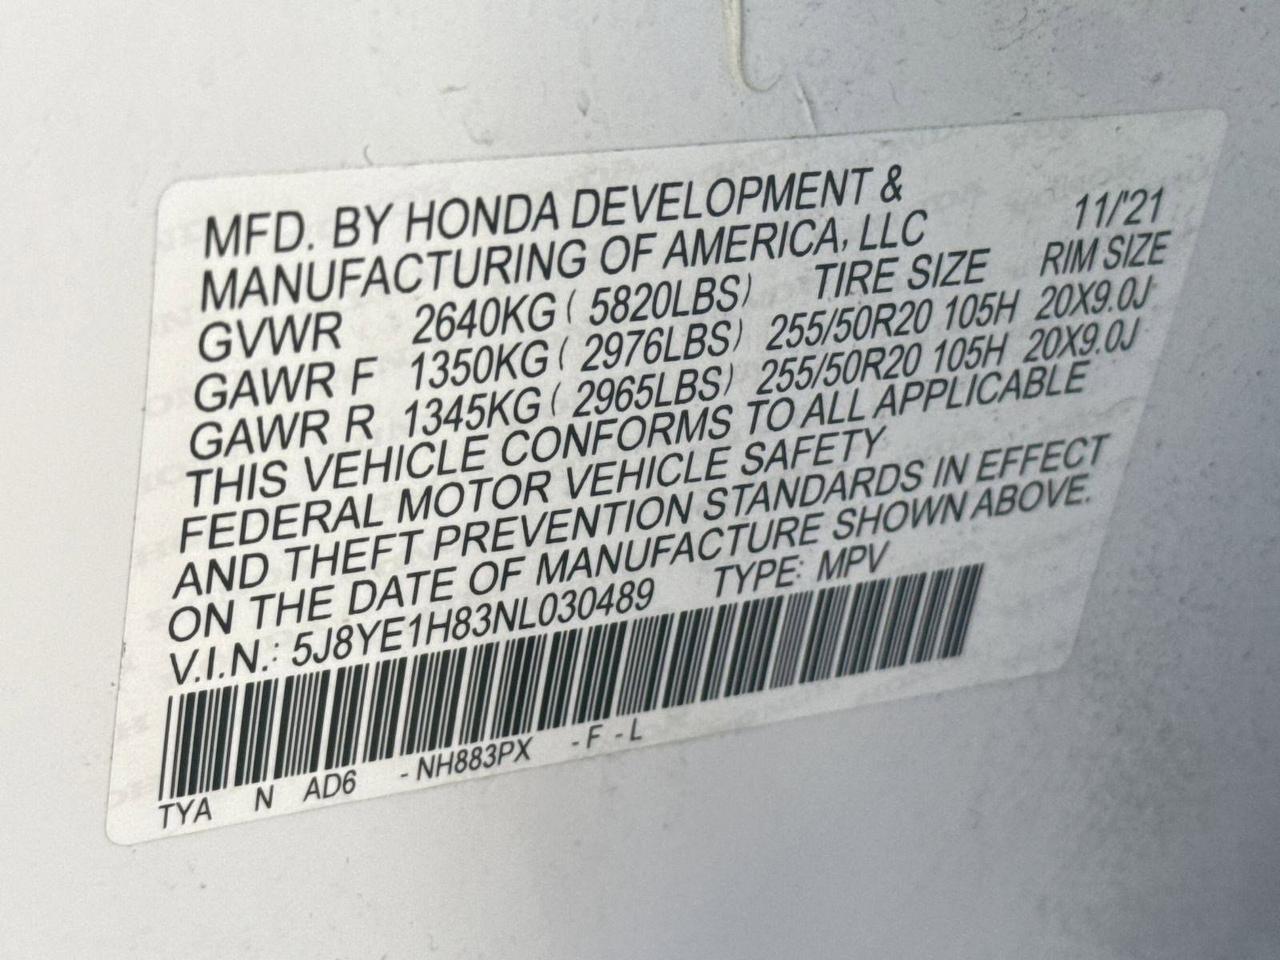 MFD. BY HONDA DEVELOPMENT &
MANUFACTURING OF AMERICA, LLC 11/'21
GVWR 2640KG ( 5820LBS) TIRE SIZE RIM SIZE
GAWR F 1350KG ( 2976LBS) 255/50R20 105H 20X9.0J
GAWR R 1345KG ( 2965LBS) 255/50R20 105H 20X9.0J
THIS VEHICLE CONFORMS TO ALL APPLICABLE
FEDERAL MOTOR VEHICLE SAFETY
AND THEFT PREVENTION STANDARDS IN EFFECT
ON THE DATE OF MANUFACTURE SHOWN ABOVE.
V.I.N.: 5J8YE1H83NL030489 TYPE: MPV
TYA N AD6 -NH883PX -F -L